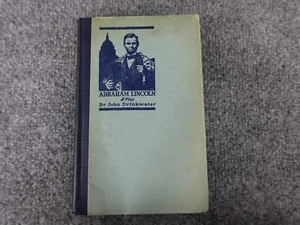 ABRAHAM LINCOLN
A Play
By John Drinkwater